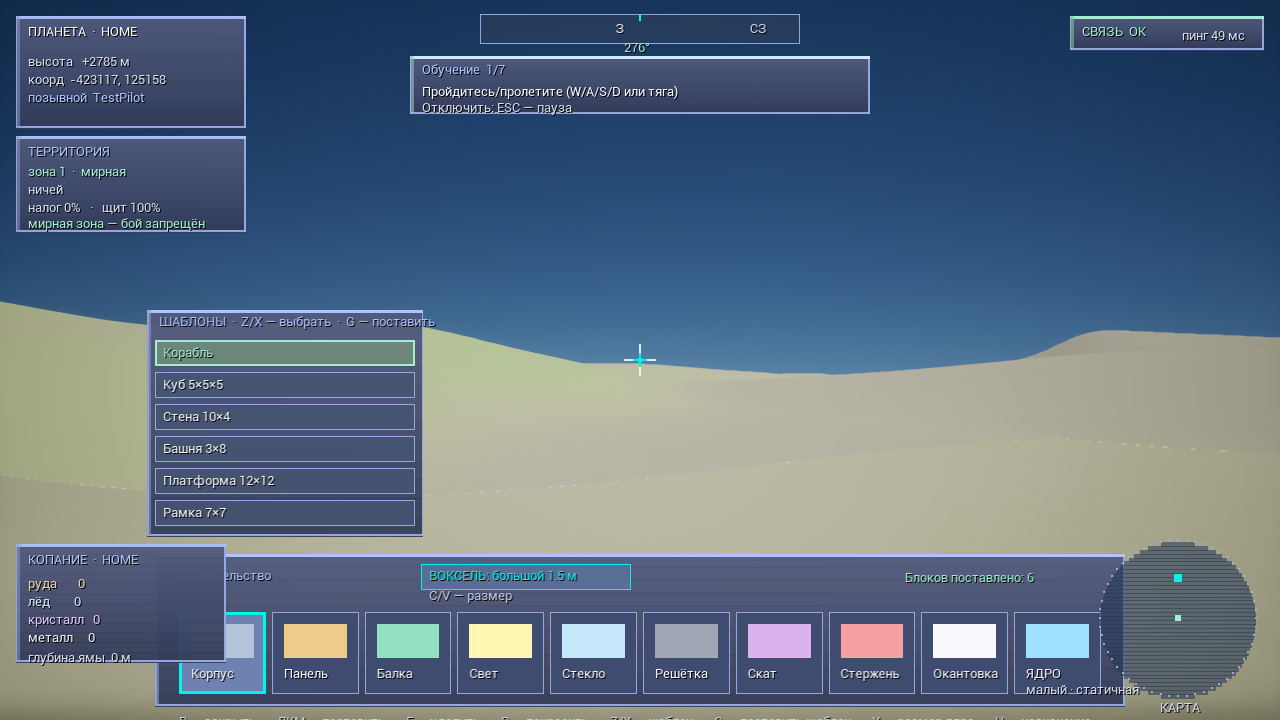 ПЛАНЕТА · HOME
высота +2785 м
коорд -423117, 125158
позывной TestPilot
ТЕРРИТОРИЯ
зона 1 · мирная
ничей
налог 0% · щит 100%
мирная зона — бой запрещён
З СЗ
276°
Обучение 1/7
Пройдитесь/пролетите (W/A/S/D или тяга)
Отключить: ESC — пауза
СВЯЗЬ OK пинг 49 мс
ШАБЛОНЫ · Z/X — выбрать · G — поставить
Корабль
Куб 5×5×5
Стена 10×4
Башня 3×8
Платформа 12×12
Рамка 7×7
КОПАНИЕ · HOME
руда 0
лёд 0
кристалл 0
металл 0
глубина ямы 0 м
ВОКСЕЛЬ: большой 1.5 м
C/V — размер
Блоков поставлено: 6
Корпус
Панель
Балка
Свет
Стекло
Решётка
Скат
Стержень
Окантовка
ЯДРО
малый · статичная
КАРТА